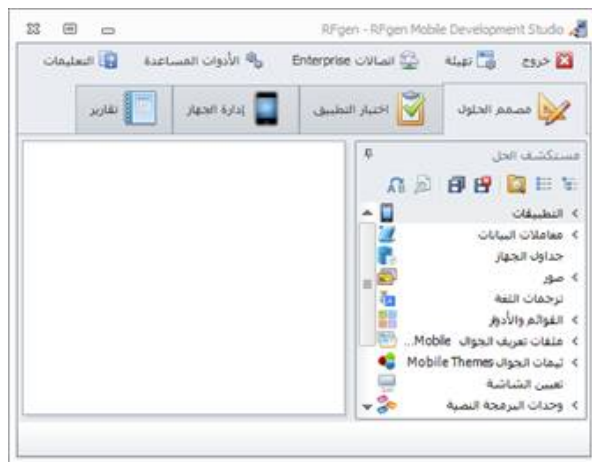 RFgen - RFgen Mobile Development Studio
خروج تهيئة اتصالات Enterprise الأدوات المساعدة التعليمات
مصمم الحلول اختبار التطبيق إدارة الجهاز تقارير
مستكشف الحل
التطبيقات
معاملات البيانات
جداول الجهاز
صور
ترجمات اللغة
القوائم والأدوار
ملفات تعريف الجوال Mobile...
ثيمات الجوال Mobile Themes
تعيين الشاشة
وحدات البرمجة النصية